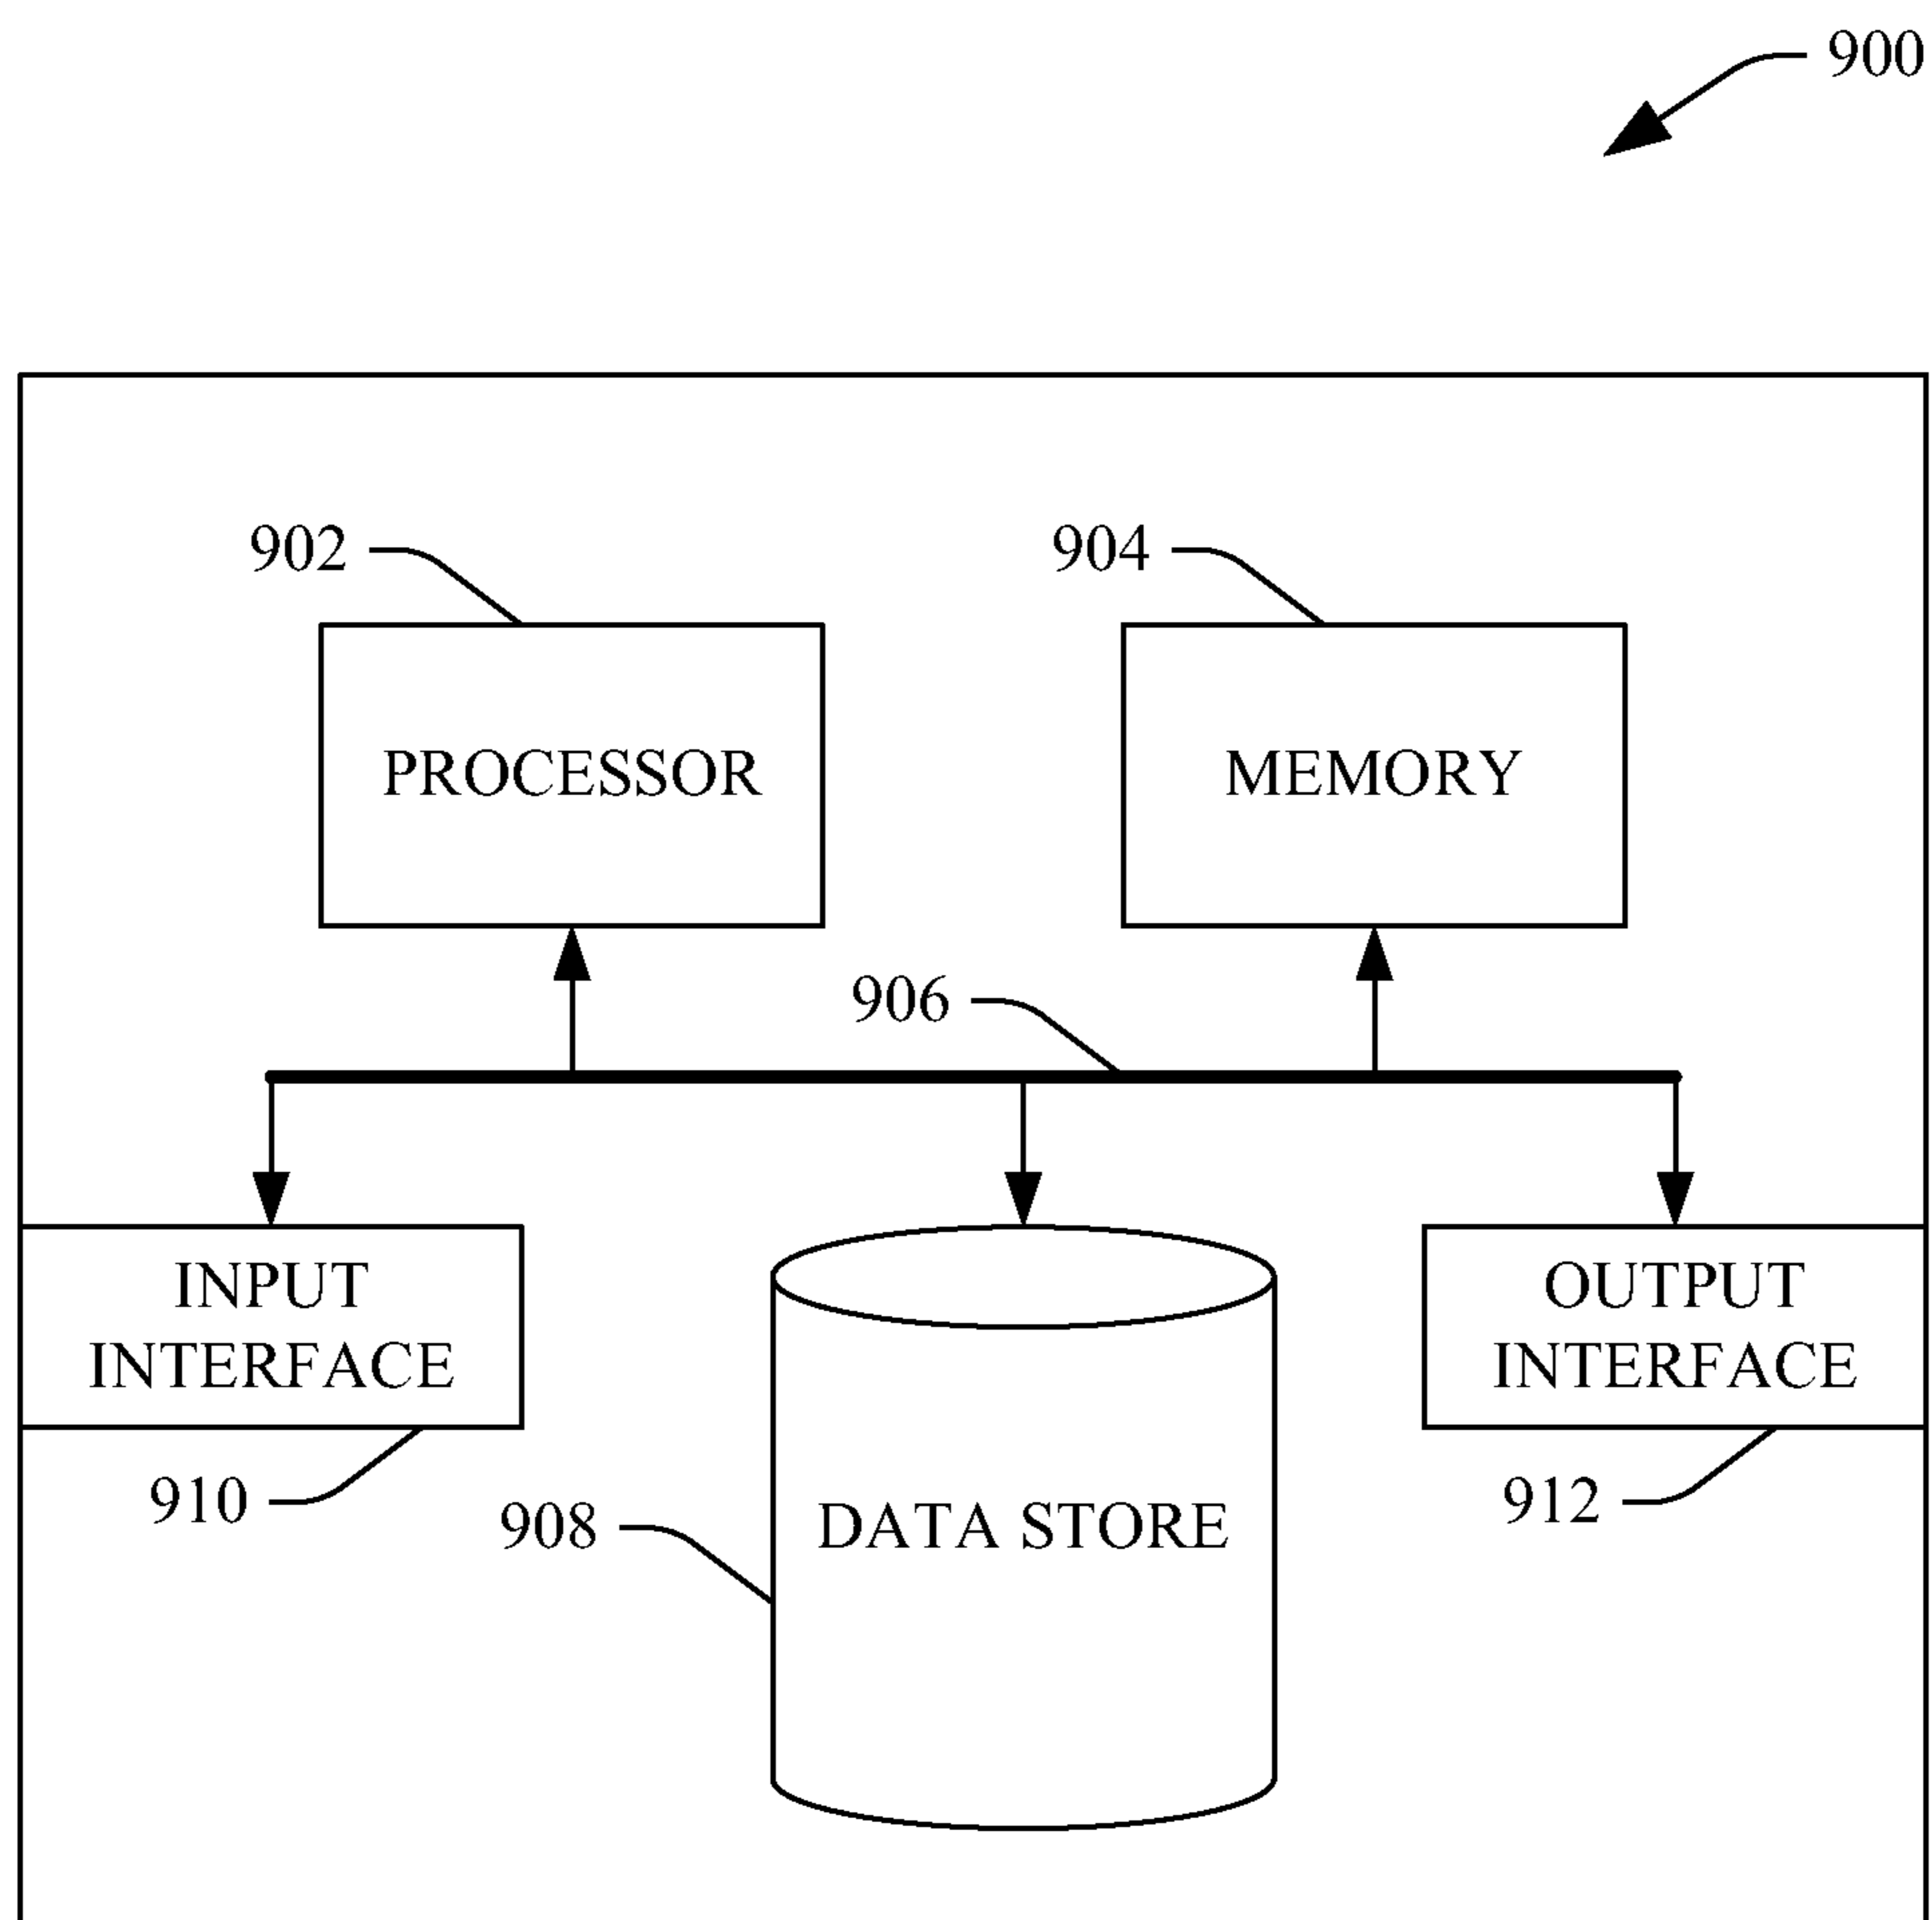 900
902
904
PROCESSOR
MEMORY
906
INPUT
INTERFACE
OUTPUT
INTERFACE
910
908
DATA STORE
912